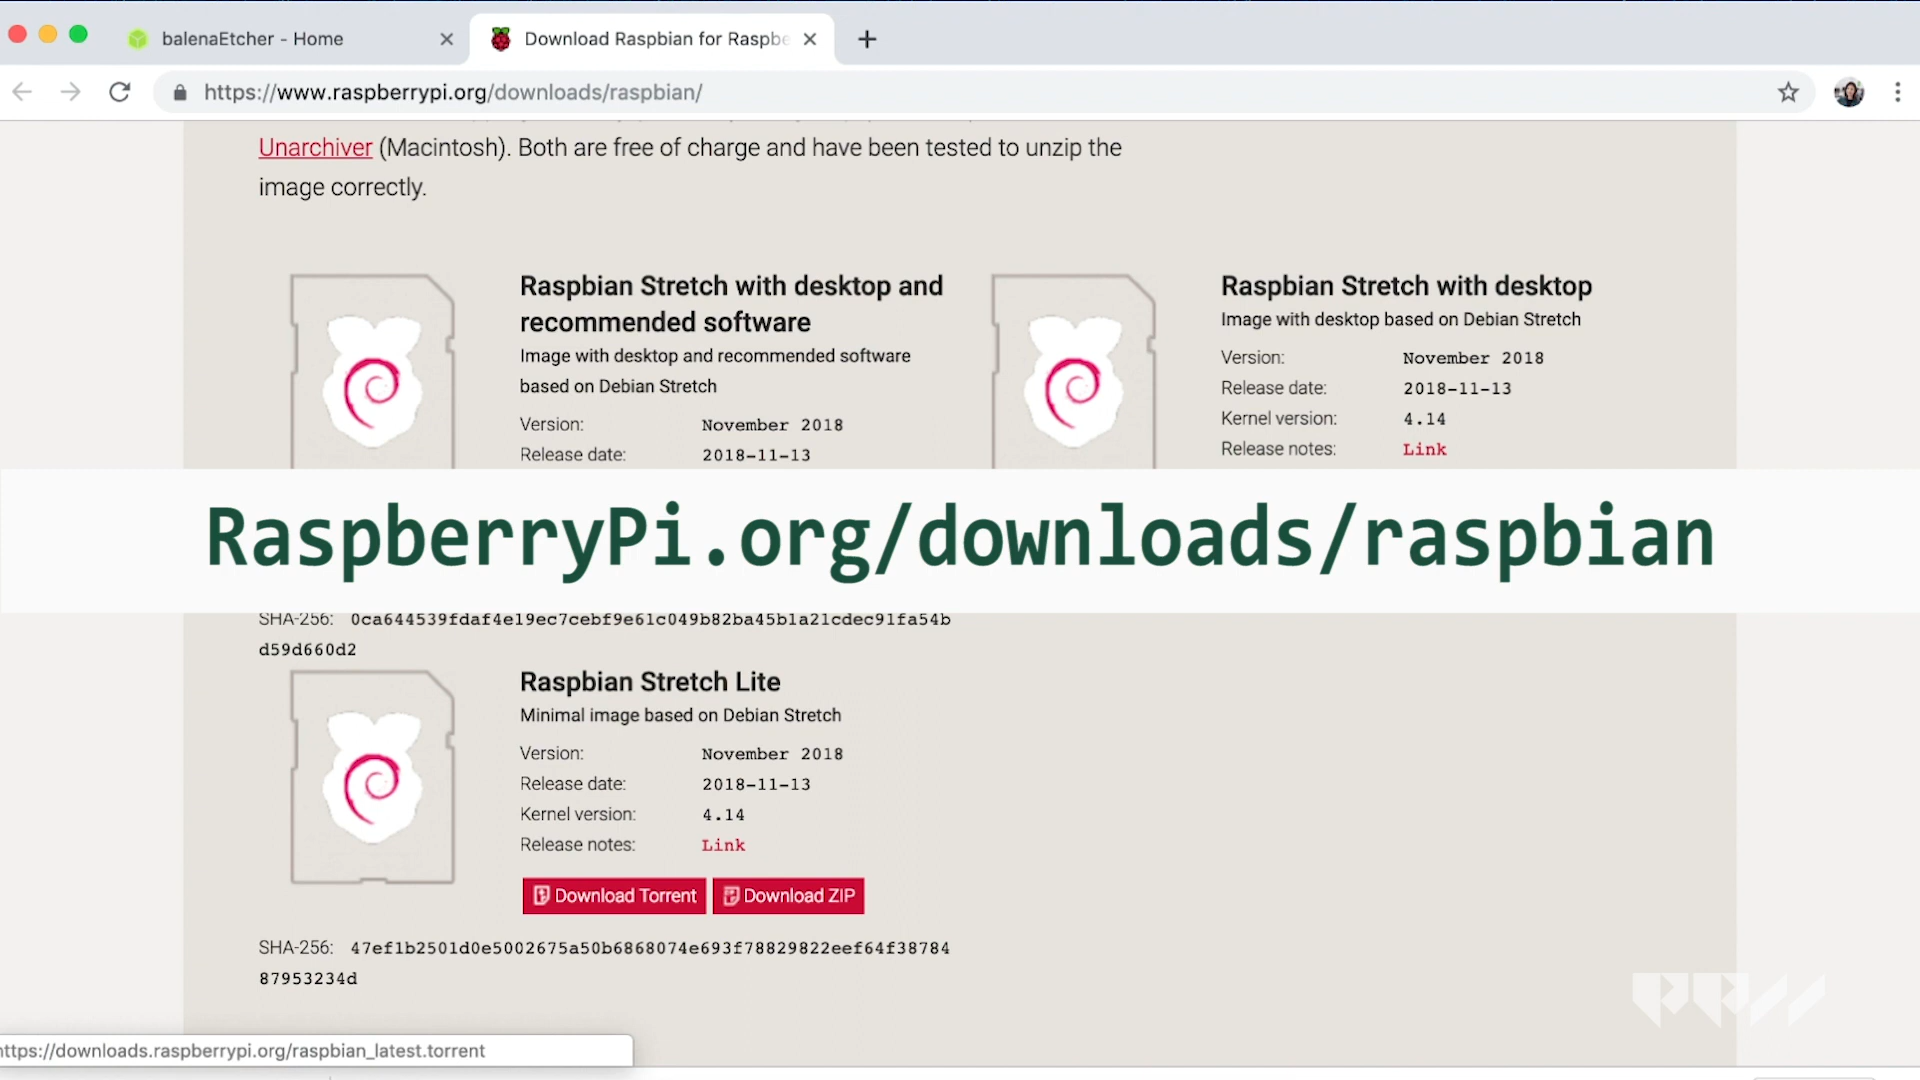 balenaEtcher - Home
Download Raspbian for Raspbe
https://www.raspberrypi.org/downloads/raspbian/
Unarchiver (Macintosh). Both are free of charge and have been tested to unzip the
image correctly.
Raspbian Stretch with desktop and
recommended software
Image with desktop and recommended software
based on Debian Stretch
Version: November 2018
Release date: 2018-11-13
Raspbian Stretch with desktop
Image with desktop based on Debian Stretch
Version: November 2018
Release date: 2018-11-13
Kernel version: 4.14
Release notes: Link
RaspberryPi.org/downloads/raspbian
SHA-256: 0ca644539fdaf4e19ec7cebf9e61c049b82ba45b1a21cdec91fa54b
d59d660d2
Raspbian Stretch Lite
Minimal image based on Debian Stretch
Version: November 2018
Release date: 2018-11-13
Kernel version: 4.14
Release notes: Link
Download Torrent Download ZIP
SHA-256: 47ef1b2501d0e5002675a50b6868074e693f78829822eef64f38784
87953234d
https://downloads.raspberrypi.org/raspbian_latest.torrent